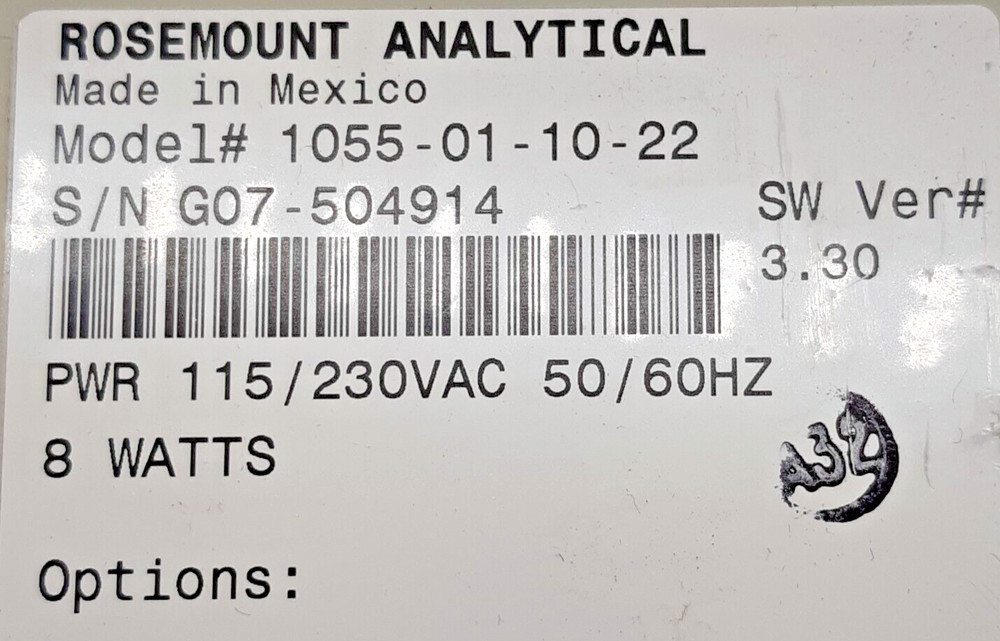 ROSEMOUNT ANALYTICAL
Made in Mexico
Model# 1055-01-10-22
S/N G07-504914
SW Ver#
3.30
PWR 115/230VAC 50/60HZ
8 WATTS
Options: